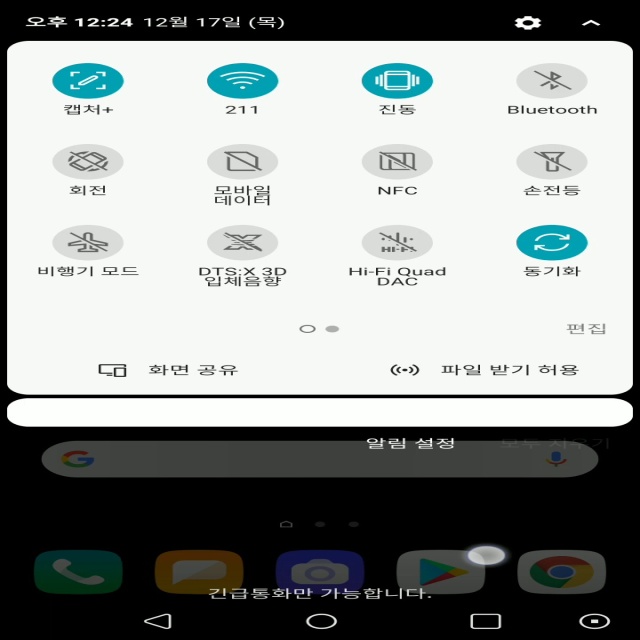 오후 12:24 12월 17일 (목)
캡처+ 211 진동 Bluetooth
회전 모바일 데이터 NFC 손전등
비행기 모드 DTS:X 3D 입체음향 Hi-Fi Quad DAC 동기화
편집
화면 공유 파일 받기 허용
알림 설정 모두 지우기
긴급통화만 가능합니다.